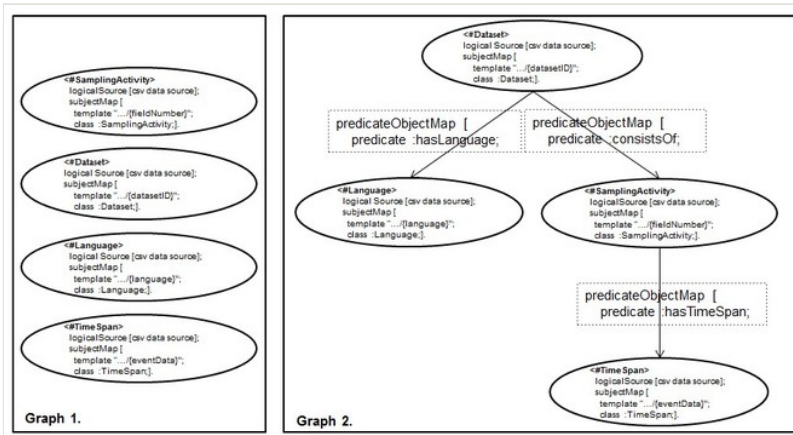 <#SamplingActivity>
logicalSource [csv data source];
subjectMap [
template "…/{fieldNumber}";
class :SamplingActivity;].
<#Dataset>
logical Source [csv data source];
subjectMap [
template "…/{datasetID}";
class :Dataset;].
<#Language>
logical Source [csv data source];
subjectMap [
template "…/{language}";
class :Language;].
<#TimeSpan>
logicalSource [csv data source];
subjectMap [
template "…/{eventData}";
class :TimeSpan;].
Graph 1.
<#Dataset>
logical Source [csv data source];
subjectMap [
template "…/{datasetID}";
class :Dataset;].
predicateObjectMap [
predicate :hasLanguage;
predicateObjectMap [
predicate :consistsOf;
<#Language>
logical Source [csv data source];
subjectMap [
template "…/{language}";
class :Language;].
<#SamplingActivity>
logicalSource [csv data source];
subjectMap [
template "…/{fieldNumber}";
class :SamplingActivity;].
predicateObjectMap [
predicate :hasTimeSpan;
<#TimeSpan>
logicalSource [csv data source];
subjectMap [
template "…/{eventData}";
class :TimeSpan;].
Graph 2.